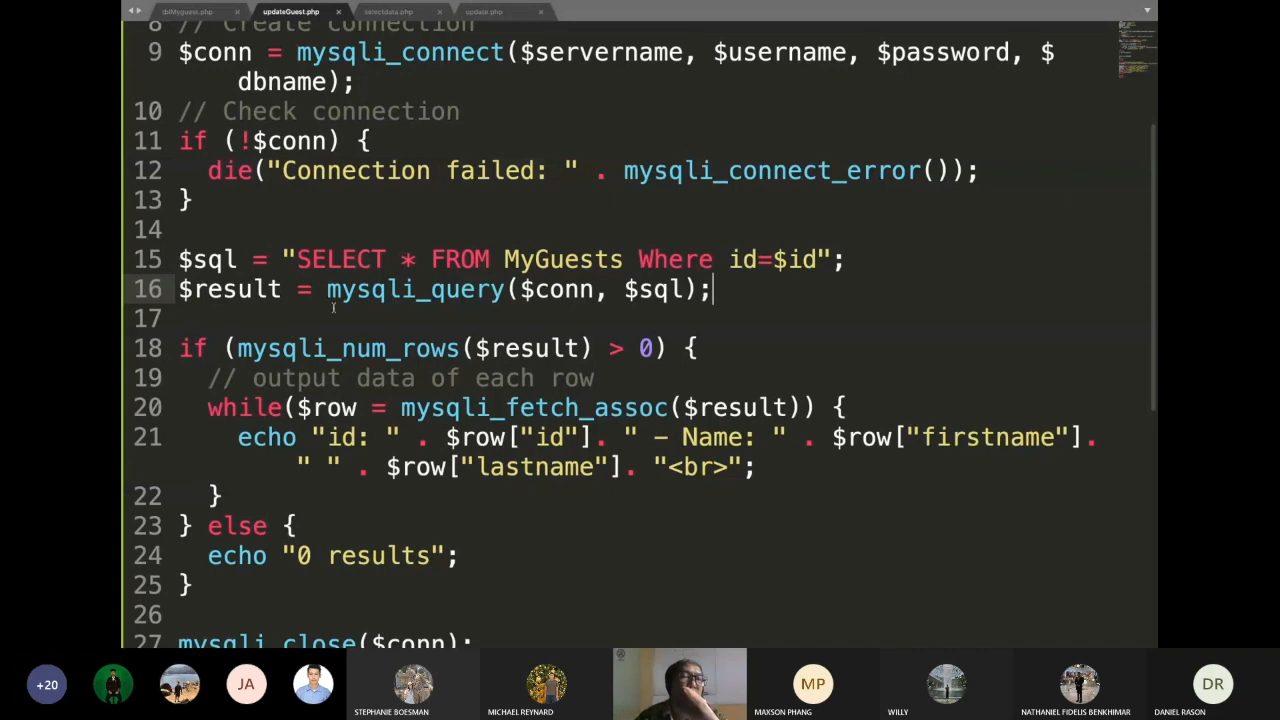 tblMyguest.php × updateGuest.php × selectdata.php × update.php ×
8 // Create connection
9 $conn = mysqli_connect($servername, $username, $password, $
dbname);
10 // Check connection
11 if (!$conn) {
12 die("Connection failed: " . mysqli_connect_error());
13 }
14
15 $sql = "SELECT * FROM MyGuests Where id=$id";
16 $result = mysqli_query($conn, $sql);
17
18 if (mysqli_num_rows($result) > 0) {
19 // output data of each row
20 while($row = mysqli_fetch_assoc($result)) {
21 echo "id: " . $row["id"]. " - Name: " . $row["firstname"].
" " . $row["lastname"]. "<br>";
22 }
23 } else {
24 echo "0 results";
25 }
26
27 mysqli_close($conn);
+20
JA
STEPHANIE BOESMAN
MICHAEL REYNARD
MP
MAXSON PHANG
WILLY
NATHANIEL FIDELIS BENKHIMAR
DR
DANIEL RASON